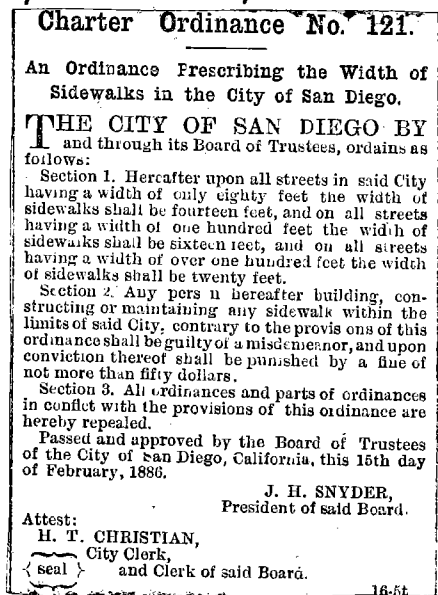 Charter Ordinance No. 121.
An Ordinance Prescribing the Width of
Sidewalks in the City of San Diego.
THE CITY OF SAN DIEGO BY
and through its Board of Trustees, ordains as
follows:
Section 1. Hereafter upon all streets in said City
having a width of only eighty feet the width of
sidewalks shall be fourteen feet, and on all streets
having a width of one hundred feet the width of
sidewalks shall be sixteen feet, and on all streets
having a width of over one hundred feet the width
of sidewalks shall be twenty feet.
Section 2. Any pers n hereafter building, con-
structing or maintaining any sidewalk within the
limits of said City, contrary to the provis ons of this
ordinance shall be guilty of a misdemeanor, and upon
conviction thereof shall be punished by a fine of
not more than fifty dollars.
Section 3. All ordinances and parts of ordinances
in conflict with the provisions of this ordinance are
hereby repealed.
Passed and approved by the Board of Trustees
of the City of San Diego, California, this 15th day
of February, 1886.
J. H. SNYDER,
President of said Board.
Attest:
H. T. CHRISTIAN,
City Clerk,
{ seal } and Clerk of said Board.
16-5t